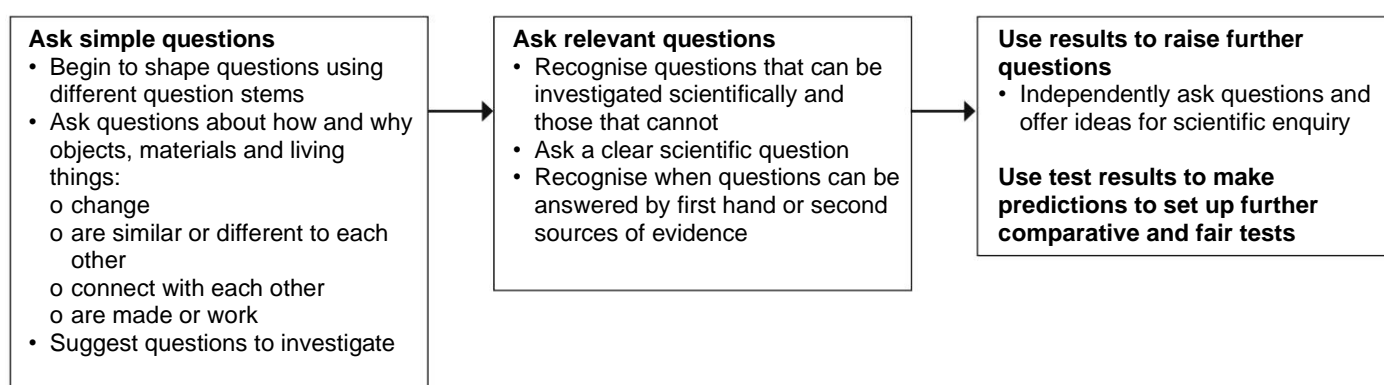 Ask simple questions
• Begin to shape questions using
different question stems
• Ask questions about how and why
objects, materials and living
things:
o change
o are similar or different to each
other
o connect with each other
o are made or work
• Suggest questions to investigate
Ask relevant questions
• Recognise questions that can be
investigated scientifically and
those that cannot
• Ask a clear scientific question
• Recognise when questions can be
answered by first hand or second
sources of evidence
Use results to raise further
questions
• Independently ask questions and
offer ideas for scientific enquiry
Use test results to make
predictions to set up further
comparative and fair tests